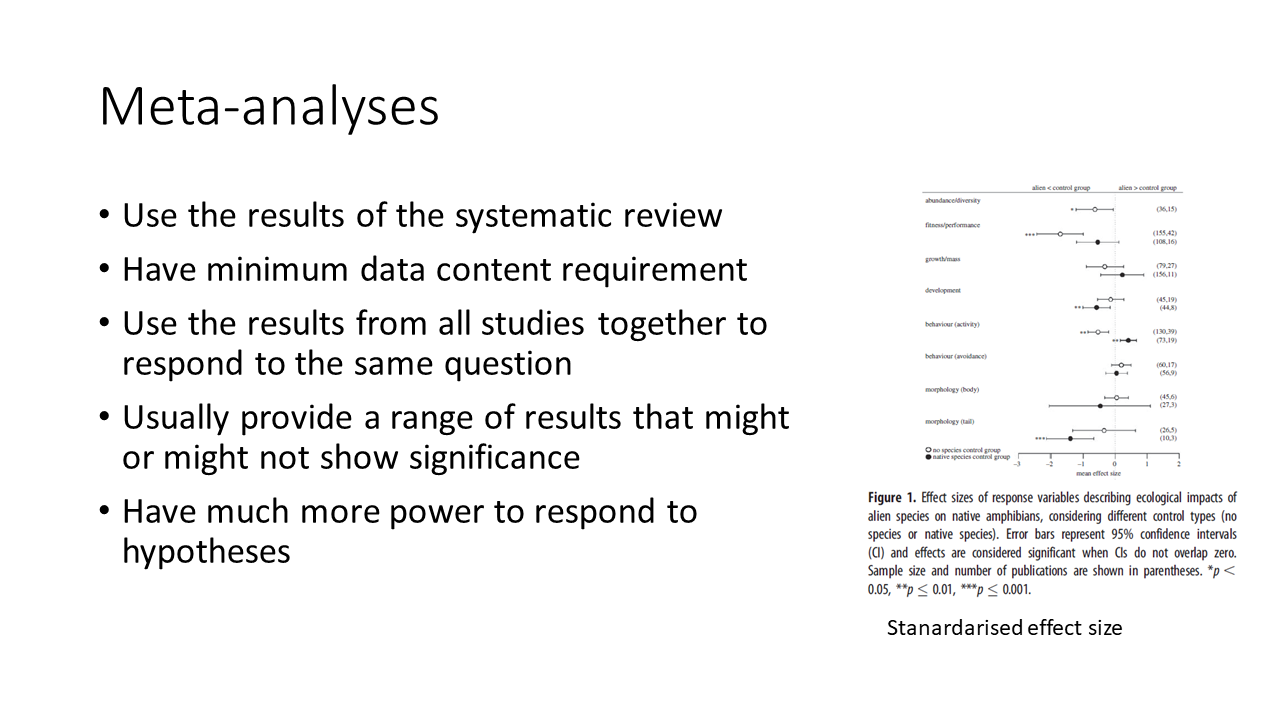 Meta-analyses
• Use the results of the systematic review
• Have minimum data content requirement
• Use the results from all studies together to
respond to the same question
• Usually provide a range of results that might
or might not show significance
• Have much more power to respond to
hypotheses
alien < control group alien > control group
abundance/diversity
* (36,15)
fitness/performance
*** (155,42)
(108,16)
growth/mass
(79,27)
(156,11)
development
(45,19)
** (44,8)
behaviour (activity)
** (130,39)
** (73,19)
behaviour (avoidance)
(60,17)
(56,9)
morphology (body)
(45,6)
(27,3)
morphology (tail)
(26,5)
*** (10,3)
no species control group
native species control group
−3 −2 −1 0 1 2
mean effect size
Figure 1. Effect sizes of response variables describing ecological impacts of
alien species on native amphibians, considering different control types (no
species or native species). Error bars represent 95% confidence intervals
(CI) and effects are considered significant when CIs do not overlap zero.
Sample size and number of publications are shown in parentheses. *p <
0.05, **p ≤ 0.01, ***p ≤ 0.001.
Stanardarised effect size